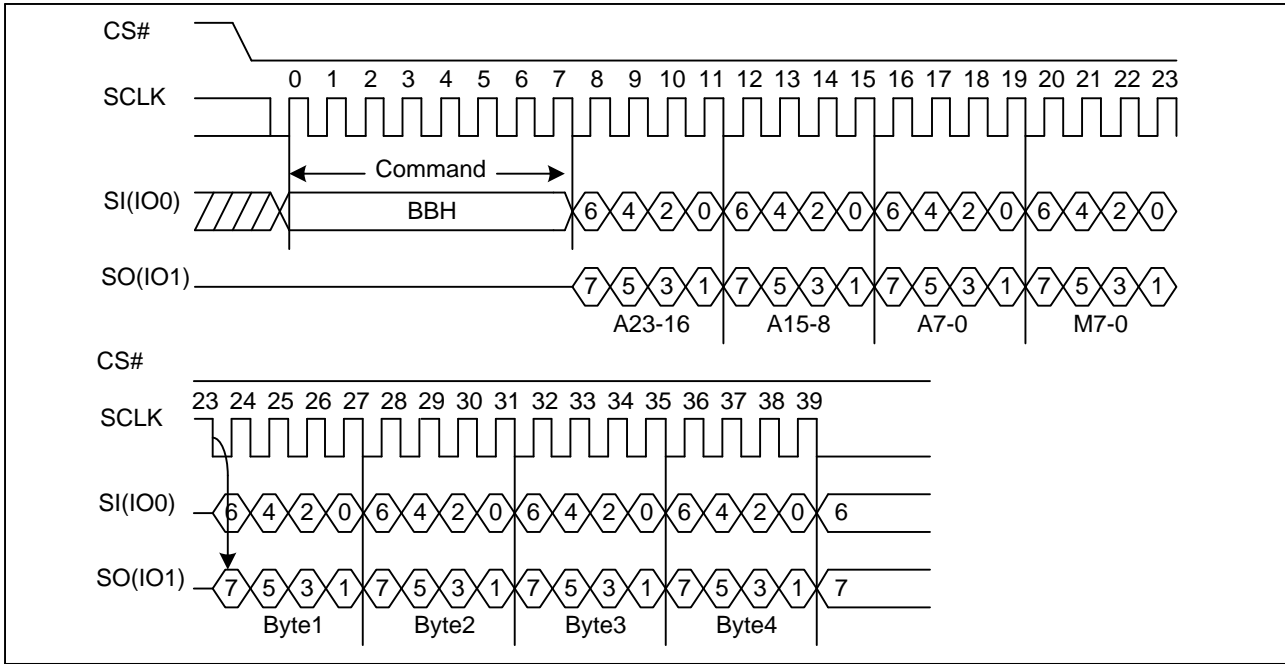 CS#
0 1 2 3 4 5 6 7 8 9 10 11 12 13 14 15 16 17 18 19 20 21 22 23
SCLK
Command
SI(IO0) BBH 6 4 2 0 6 4 2 0 6 4 2 0 6 4 2 0
SO(IO1) 7 5 3 1 7 5 3 1 7 5 3 1 7 5 3 1
A23-16 A15-8 A7-0 M7-0
CS#
23 24 25 26 27 28 29 30 31 32 33 34 35 36 37 38 39
SCLK
SI(IO0) 6 4 2 0 6 4 2 0 6 4 2 0 6 4 2 0 6
SO(IO1) 7 5 3 1 7 5 3 1 7 5 3 1 7 5 3 1 7
Byte1 Byte2 Byte3 Byte4